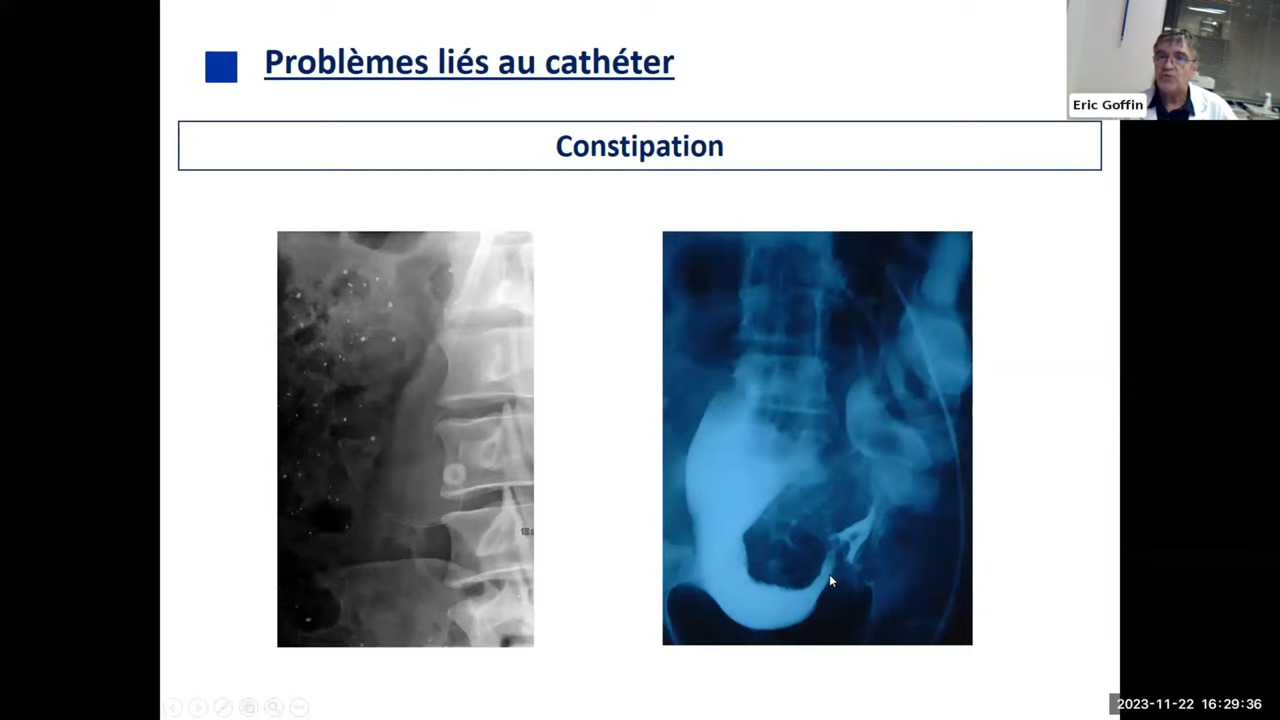 Problèmes liés au cathéter
Eric Goffin
Constipation
2023-11-22 16:29:36